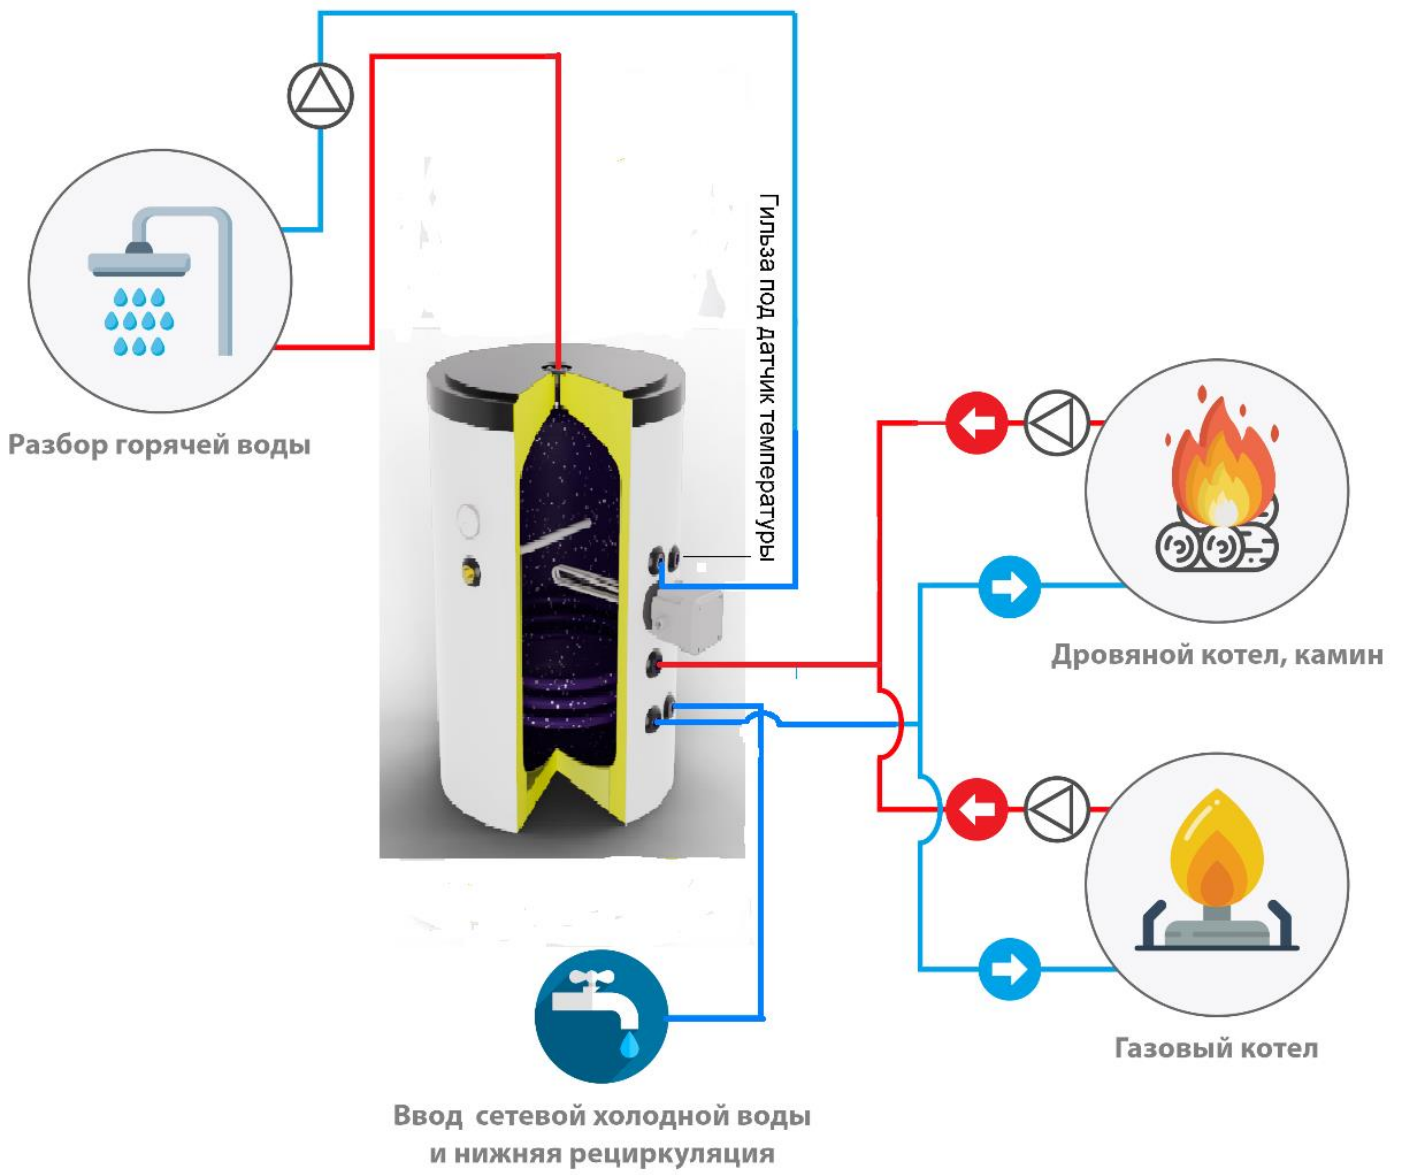 Гильза под датчик температуры
Разбор горячей воды
Дровяной котел, камин
Газовый котел
Ввод сетевой холодной воды
и нижняя рециркуляция